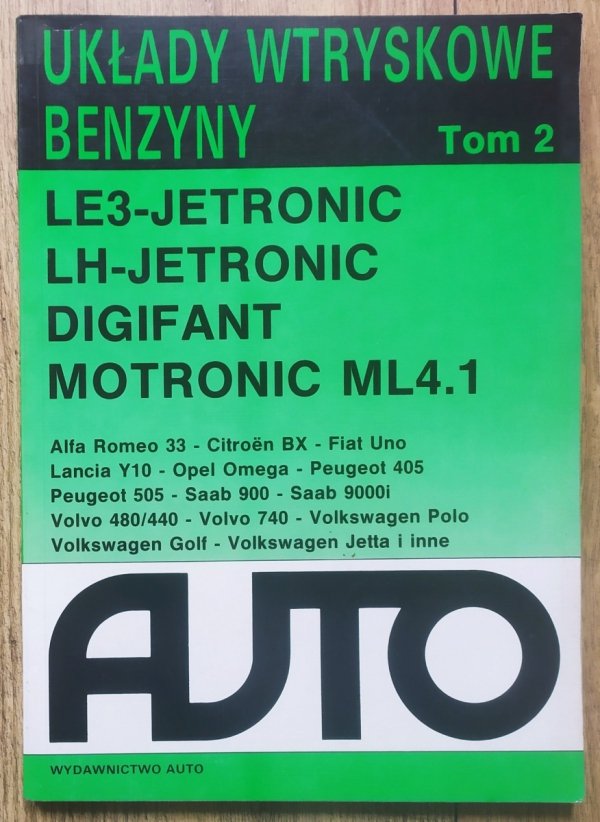 UKŁADY WTRYSKOWE
BENZYNY Tom 2
LE3-JETRONIC
LH-JETRONIC
DIGIFANT
MOTRONIC ML4.1
Alfa Romeo 33 - Citroën BX - Fiat Uno
Lancia Y10 - Opel Omega - Peugeot 405
Peugeot 505 - Saab 900 - Saab 9000i
Volvo 480/440 - Volvo 740 - Volkswagen Polo
Volkswagen Golf - Volkswagen Jetta i inne
AUTO
WYDAWNICTWO AUTO